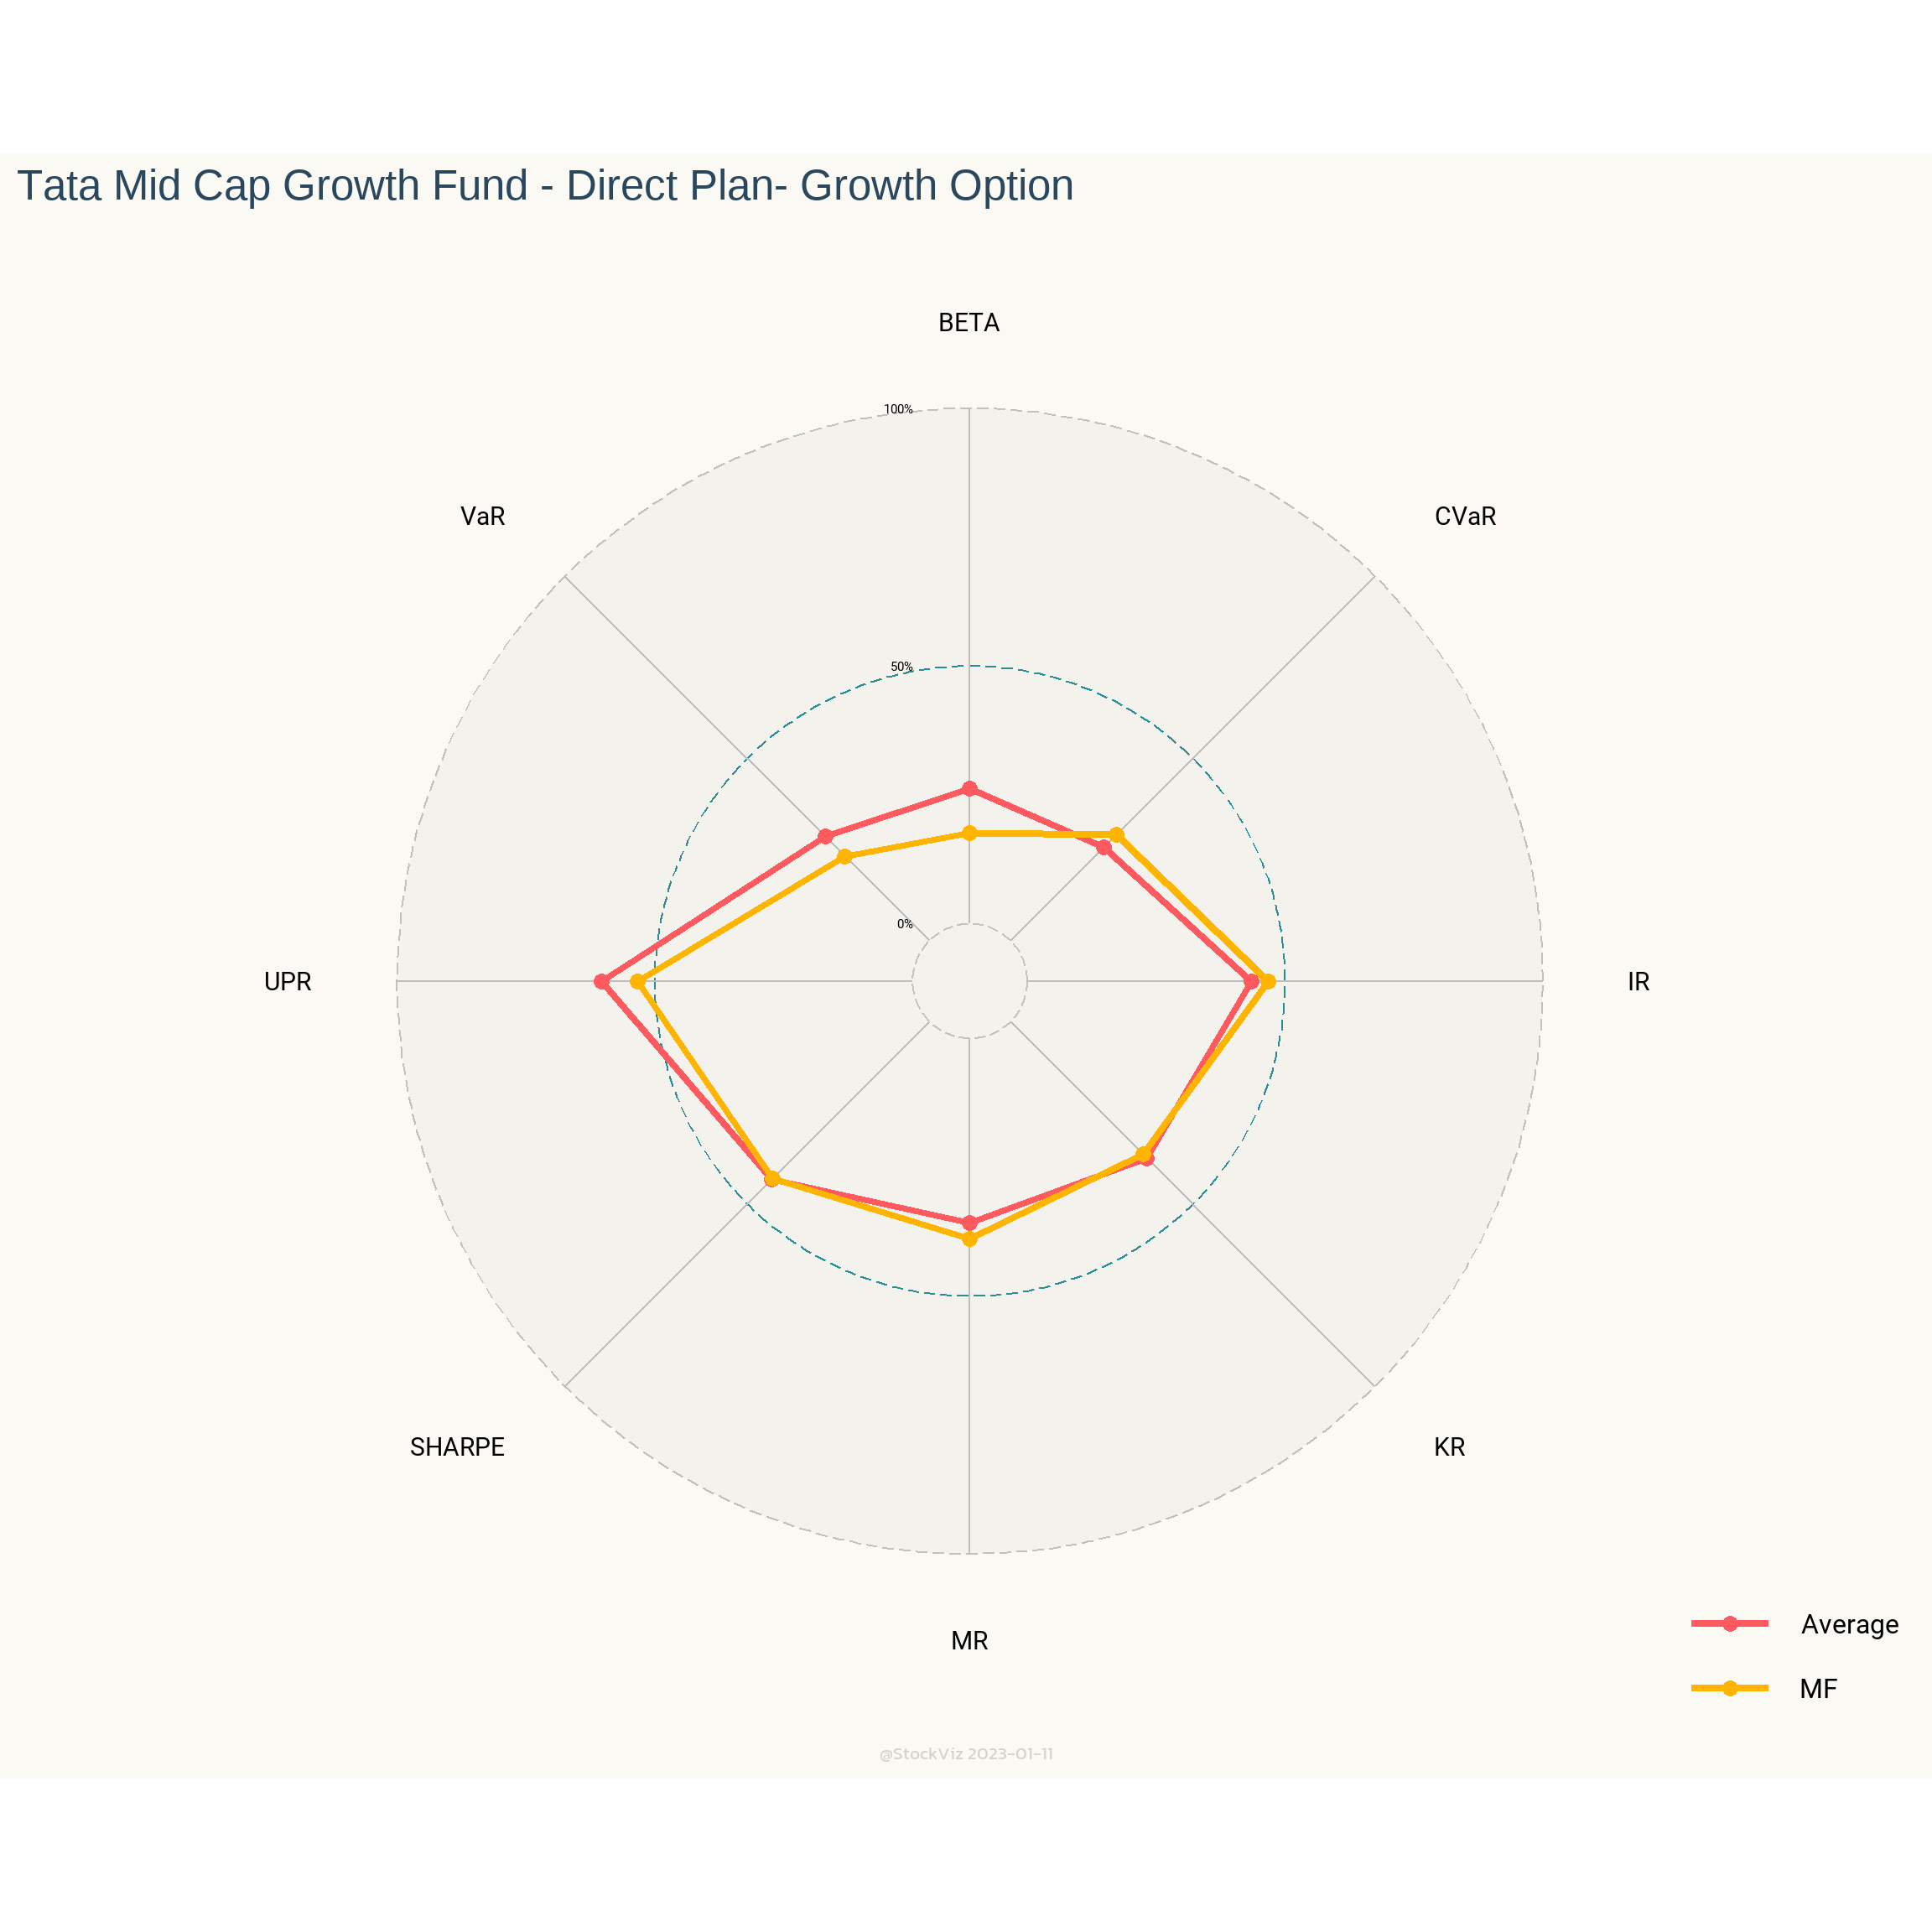 Tata Mid Cap Growth Fund - Direct Plan- Growth Option
BETA
100%
VaR
CVaR
50%
0%
UPR
IR
SHARPE
KR
MR
Average
MF
@StockViz 2023-01-11